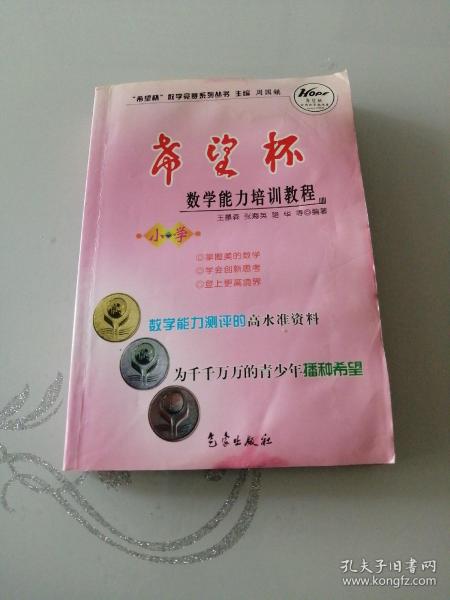 “希望杯”数学竞赛系列丛书 主编 周国镇
HOPE
希望杯
希望杯
数学能力培训教程
王慧森 张海英 骆 华 等◎编著
小学
◎掌握美的数学
◎学会创新思考
◎登上更高境界
数学能力测评的高水准资料
为千千万万的青少年播种希望
气象出版社
孔夫子旧书网
www.kongfz.com